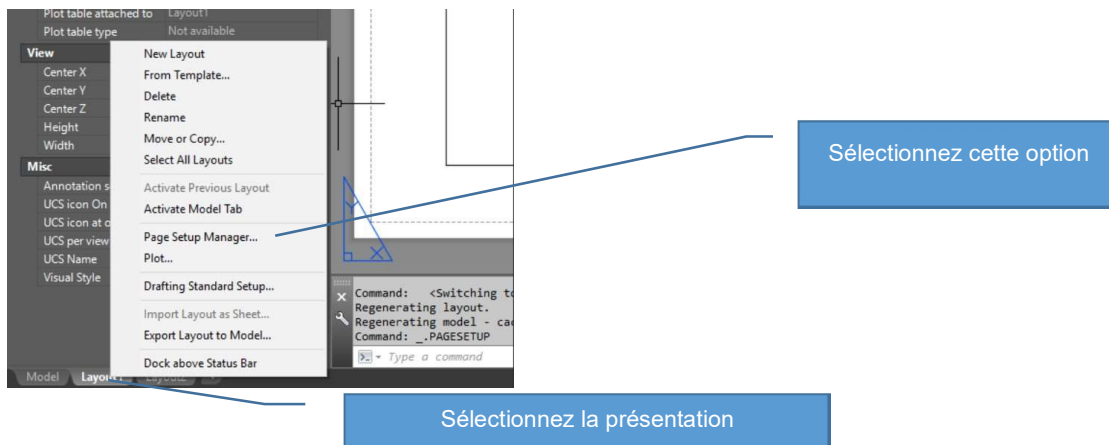 Plot table attached to Layout1
Plot table type Not available
View
Center X
Center Y
Center Z
Height
Width
Misc
Annotation s
UCS icon On
UCS icon at o
UCS per view
UCS Name
Visual Style
New Layout
From Template...
Delete
Rename
Move or Copy...
Select All Layouts
Activate Previous Layout
Activate Model Tab
Page Setup Manager...
Plot...
Drafting Standard Setup...
Import Layout as Sheet...
Export Layout to Model...
Dock above Status Bar
Y
X
Sélectionnez cette option
Command: <Switching to
Regenerating layout.
Regenerating model - cac
Command: _.PAGESETUP
Type a command
Model Layout1 Layout2
Sélectionnez la présentation